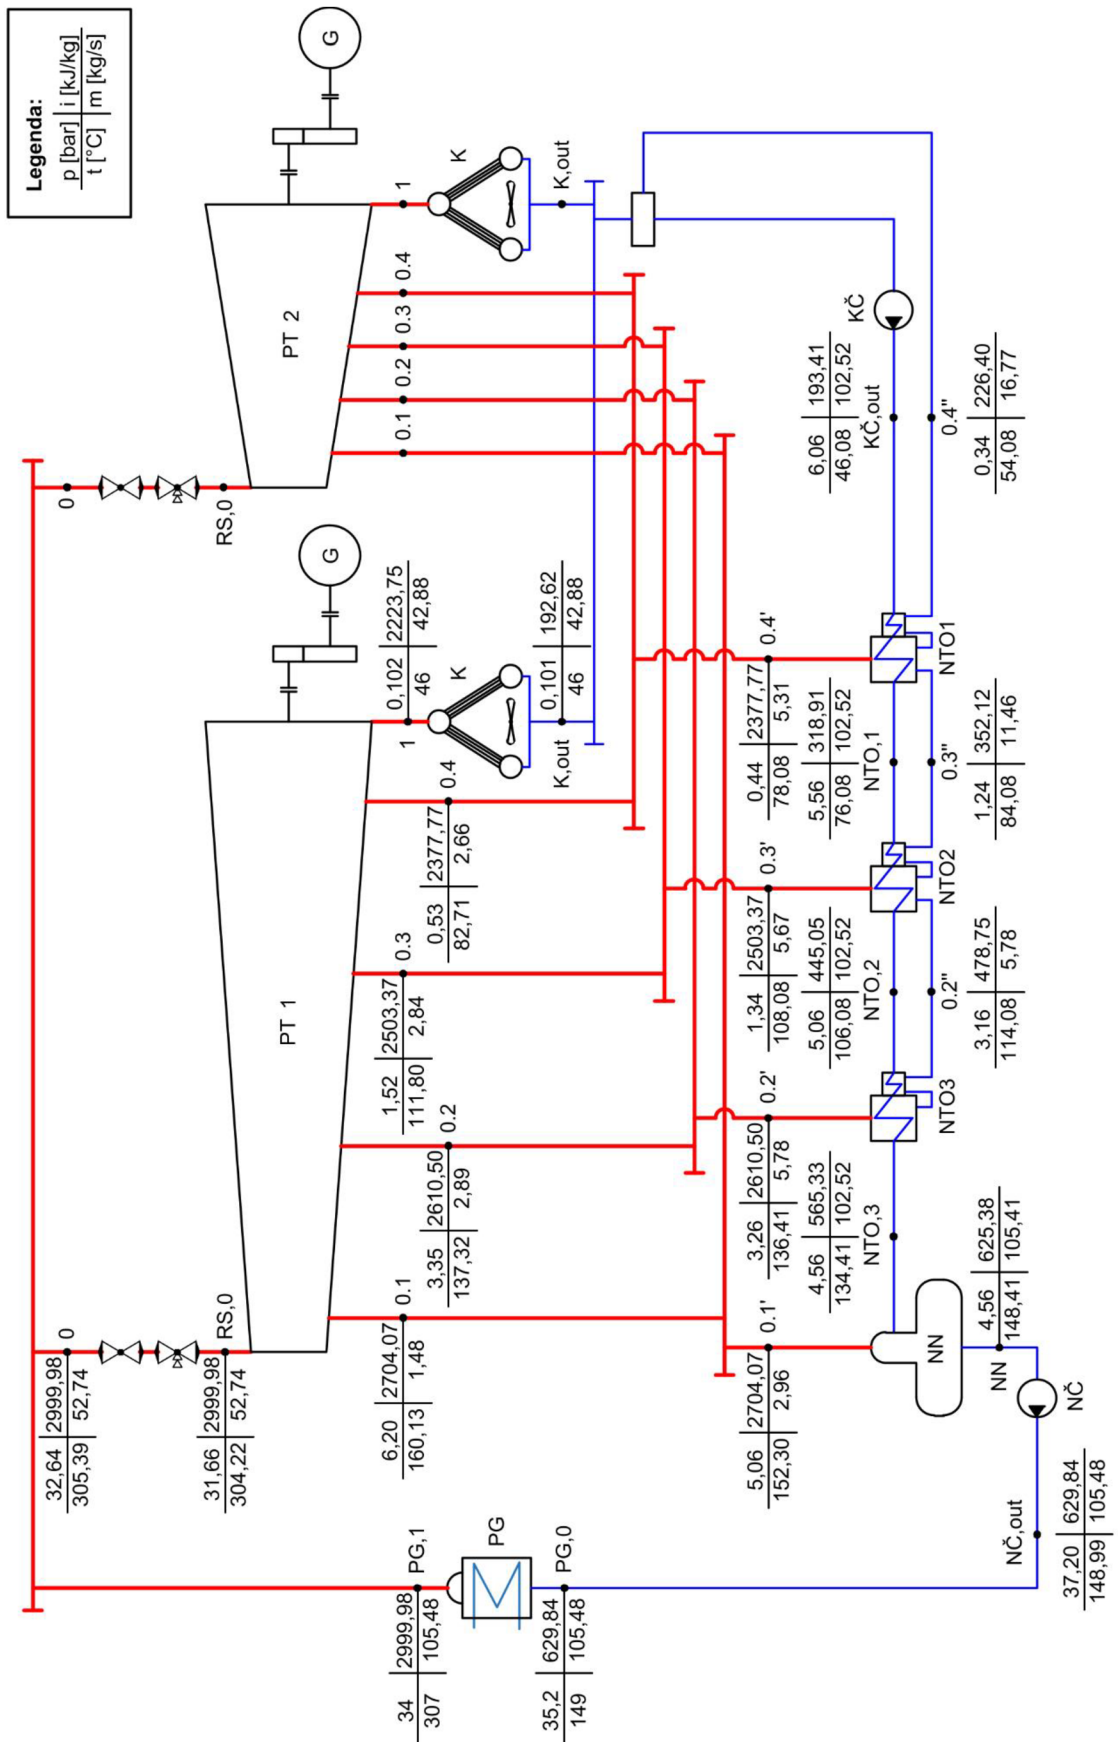 Legenda:
p [bar] | i [kJ/kg]
t [°C] | m [kg/s]
G
G
PT 1
PT 2
0
32,64 | 2999,98
305,39 | 52,74
RS,0
31,66 | 2999,98
304,22 | 52,74
0
RS,0
0.1
6,20 | 2704,07
160,13 | 1,48
0.2
3,35 | 2610,50
137,32 | 2,89
0.3
1,52 | 2503,37
111,80 | 2,84
0.4
0,53 | 2377,77
82,71 | 2,66
1
0,102 | 2223,75
46 | 42,88
K
K,out
0,101 | 192,62
46 | 42,88
0.1
0.2
0.3
0.4
1
K
K,out
PG,1
34 | 2999,98
307 | 105,48
PG
PG,0
35,2 | 629,84
149 | 105,48
0.1'
5,06 | 2704,07
152,30 | 2,96
0.2'
3,26 | 2610,50
136,41 | 5,78
0.3'
1,34 | 2503,37
108,08 | 5,67
0.4'
0,44 | 2377,77
78,08 | 5,31
4,56 | 565,33
134,41 | 102,52
NTO,3
5,06 | 445,05
106,08 | 102,52
NTO,2
5,56 | 318,91
76,08 | 102,52
NTO,1
6,06 | 193,41
46,08 | 102,52
KČ,out
KČ
NN
NTO3
NTO2
NTO1
0.2"
3,16 | 478,75
114,08 | 5,78
0.3"
1,24 | 352,12
84,08 | 11,46
0.4"
0,34 | 226,40
54,08 | 16,77
NN
4,56 | 625,38
148,41 | 105,41
NČ
NČ,out
37,20 | 629,84
148,99 | 105,48